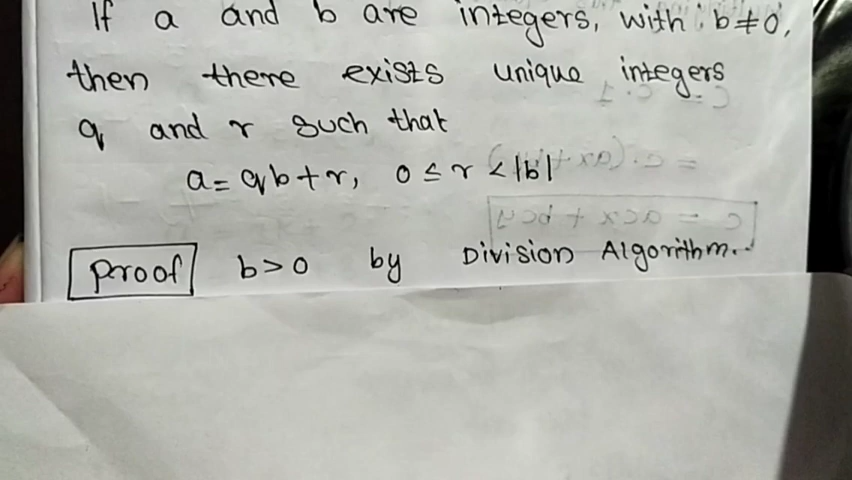 If a and b are integers, with b ≠ 0,
then there exists unique integers
q and r such that
a = qb + r, 0 ≤ r < |b|
Proof b > 0 by Division Algorithm.